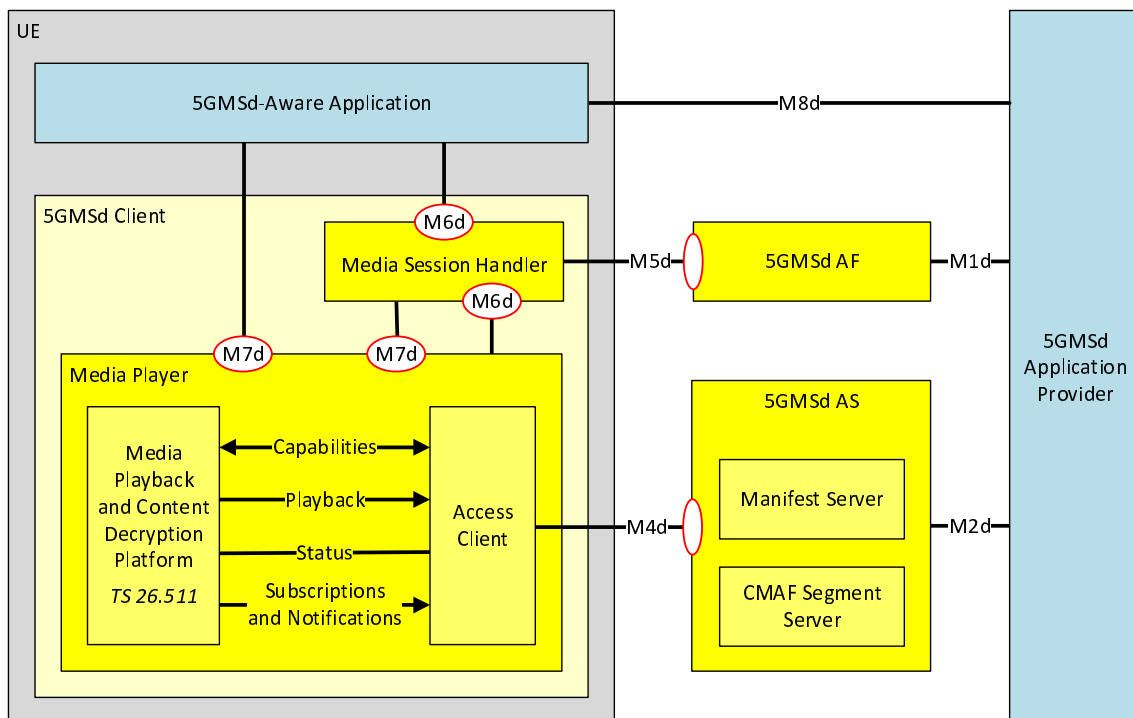 UE
5GMSd-Aware Application
M8d
5GMSd Client
M6d
Media Session Handler
M5d
5GMSd AF
M1d
M6d
M7d
M7d
Media Player
Media
Playback
and Content
Decryption
Platform
TS 26.511
Capabilities
Playback
Status
Subscriptions
and Notifications
Access
Client
M4d
5GMSd AS
Manifest Server
CMAF Segment
Server
M2d
5GMSd
Application
Provider